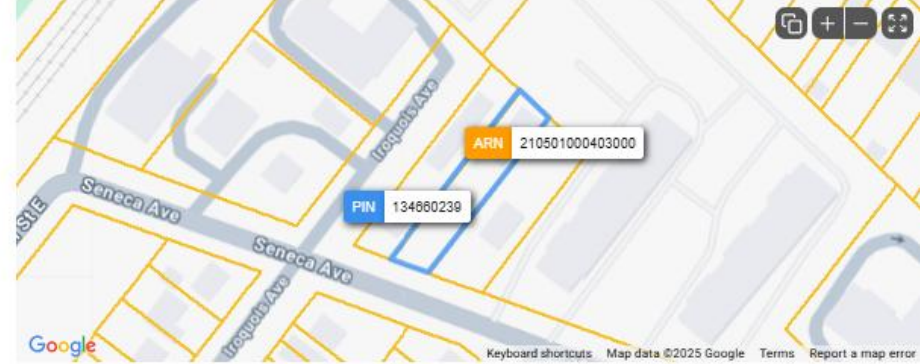 Iroquois Ave
ARN 210501000403000
PIN 134660239
Seneca Ave
Seneca Ave
Iroquois Ave
Google
Keyboard shortcuts Map data ©2025 Google Terms Report a map error